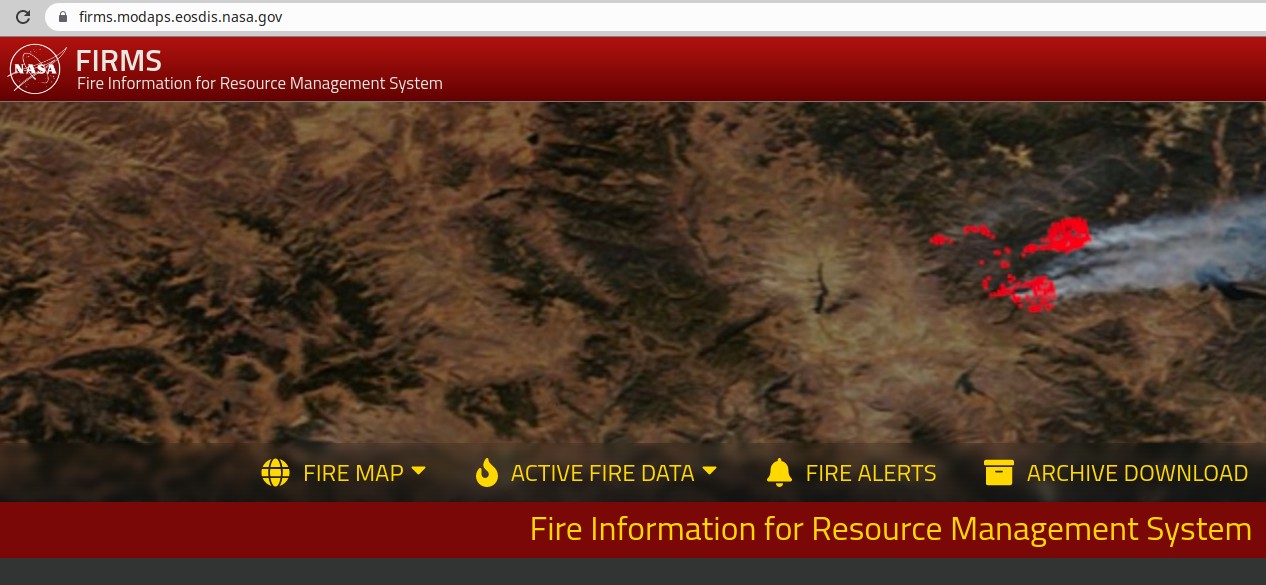 firms.modaps.eosdis.nasa.gov
NASA
FIRMS
Fire Information for Resource Management System
FIRE MAP
ACTIVE FIRE DATA
FIRE ALERTS
ARCHIVE DOWNLOAD
Fire Information for Resource Management System